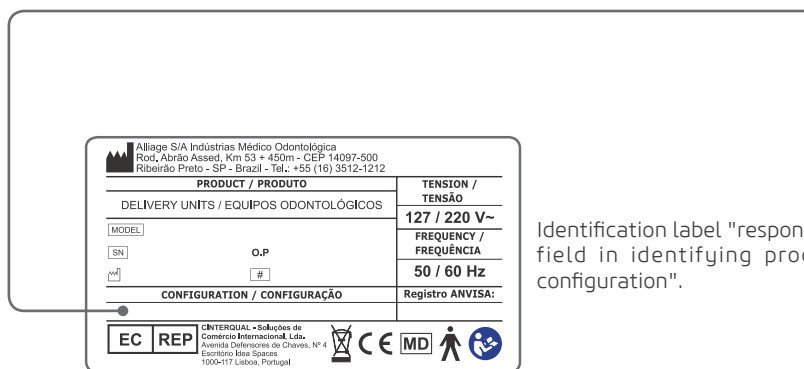 Alliage S/A Indústrias Médico Odontológica
Rod. Abrão Assed, Km 53 + 450m - CEP 14097-500
Ribeirão Preto - SP - Brazil - Tel.: +55 (16) 3512-1212
PRODUCT / PRODUTO
DELIVERY UNITS / EQUIPOS ODONTOLÓGICOS
MODEL
SN
O.P
#
CONFIGURATION / CONFIGURAÇÃO
TENSION /
TENSÃO
127 / 220 V~
FREQUENCY /
FREQUÊNCIA
50 / 60 Hz
Registro ANVISA:
EC REP
CINTERQUAL - Soluções de
Comércio Internacional, Lda.
Avenida Defensores de Chaves, Nº 4
Escritório Idea Spaces
1000-117 Lisboa, Portugal
CE
MD
Identification label "respon
field in identifying pro
configuration".